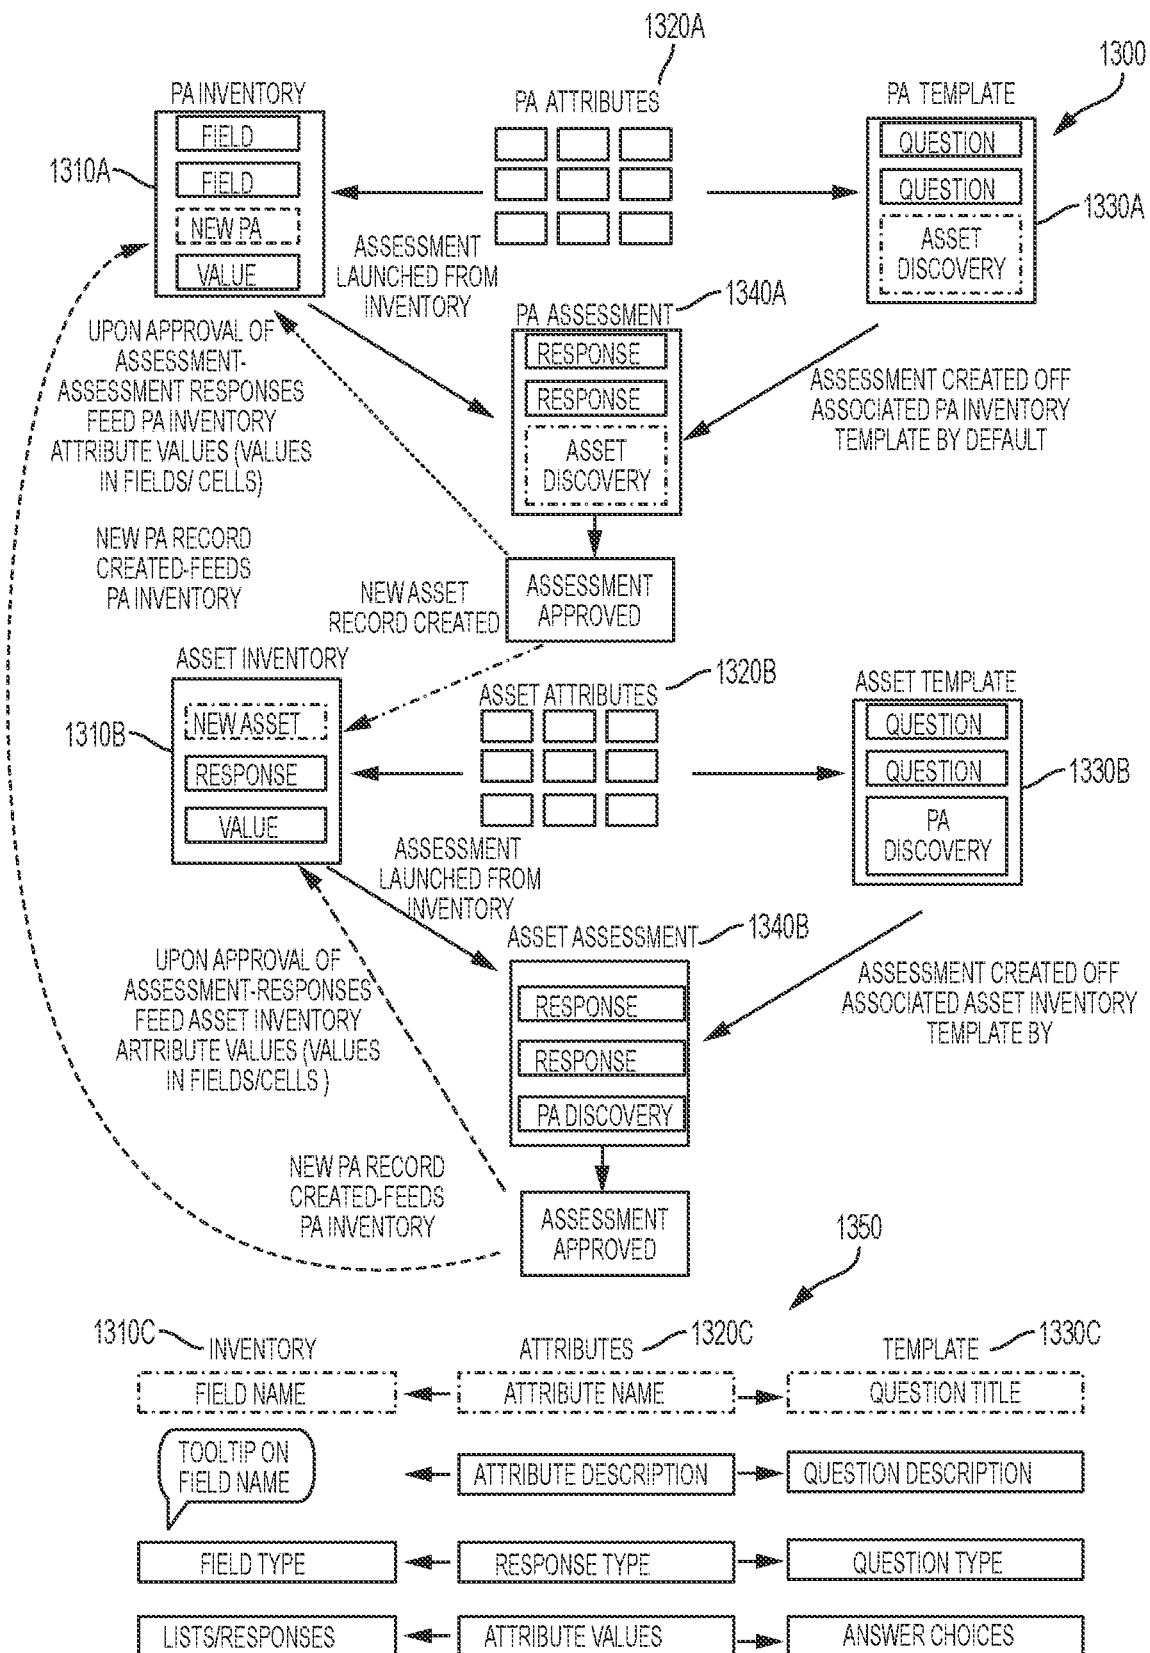 1320A
1300
PA INVENTORY
PA ATTRIBUTES
PA TEMPLATE
FIELD
QUESTION
1310A
FIELD
QUESTION
1330A
NEW PA
ASSET
DISCOVERY
VALUE
ASSESSMENT
LAUNCHED FROM
INVENTORY
1340A
PA ASSESSMENT
UPON APPROVAL OF
ASSESSMENT-
ASSESSMENT RESPONSES
FEED PA INVENTORY
ATTRIBUTE VALUES (VALUES
IN FIELDS/ CELLS)
RESPONSE
RESPONSE
ASSET
DISCOVERY
ASSESSMENT CREATED OFF
ASSOCIATED PA INVENTORY
TEMPLATE BY DEFAULT
NEW PA RECORD
CREATED-FEEDS
PA INVENTORY
NEW ASSET
RECORD CREATED
ASSESSMENT
APPROVED
ASSET INVENTORY
1320B
ASSET ATTRIBUTES
ASSET TEMPLATE
1310B
NEW ASSET
RESPONSE
VALUE
QUESTION
QUESTION
1330B
PA
DISCOVERY
ASSESSMENT
LAUNCHED FROM
INVENTORY
ASSET ASSESSMENT
1340B
UPON APPROVAL OF
ASSESSMENT-RESPONSES
FEED ASSET INVENTORY
ARTRIBUTE VALUES (VALUES
IN FIELDS/CELLS )
RESPONSE
RESPONSE
PA DISCOVERY
ASSESSMENT CREATED OFF
ASSOCIATED ASSET INVENTORY
TEMPLATE BY
NEW PA RECORD
CREATED-FEEDS
PA INVENTORY
ASSESSMENT
APPROVED
1350
1310C
INVENTORY
ATTRIBUTES
1320C
TEMPLATE
1330C
FIELD NAME
ATTRIBUTE NAME
QUESTION TITLE
TOOLTIP ON
FIELD NAME
ATTRIBUTE DESCRIPTION
QUESTION DESCRIPTION
FIELD TYPE
RESPONSE TYPE
QUESTION TYPE
LISTS/RESPONSES
ATTRIBUTE VALUES
ANSWER CHOICES